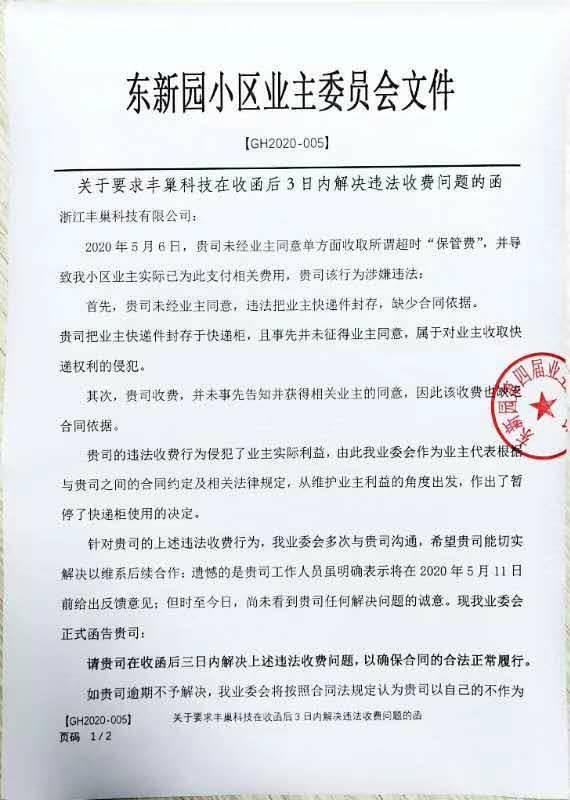 东新园小区业主委员会文件
【GH2020-005】
关于要求丰巢科技在收函后3日内解决违法收费问题的函
浙江丰巢科技有限公司：
2020年5月6日，贵司未经业主同意单方面收取所谓超时“保管费”，并导
致我小区业主实际已为此支付相关费用，贵司该行为涉嫌违法：
首先，贵司未经业主同意，违法把业主快递件封存，缺少合同依据。
贵司把业主快递件封存于快递柜，且事先并未征得业主同意，属于对业主收取快
递权利的侵犯。
其次，贵司收费，并未事先告知并获得相关业主的同意，因此该收费也缺乏
合同依据。
贵司的违法收费行为侵犯了业主实际利益，由此我业委会作为业主代表根据
与贵司之间的合同约定及相关法律规定，从维护业主利益的角度出发，作出了暂
停了快递柜使用的决定。
针对贵司的上述违法收费行为，我业委会多次与贵司沟通，希望贵司能切实
解决以维系后续合作；遗憾的是贵司工作人员虽明确表示将在2020年5月11日
前给出反馈意见；但时至今日，尚未看到贵司任何解决问题的诚意。现我业委会
正式函告贵司：
请贵司在收函后三日内解决上述违法收费问题，以确保合同的合法正常履行。
如贵司逾期不予解决，我业委会将按照合同法规定认为贵司以自己的不作为
【GH2020-005】 关于要求丰巢科技在收函后3日内解决违法收费问题的函
页码 1/2
东新园第四届业